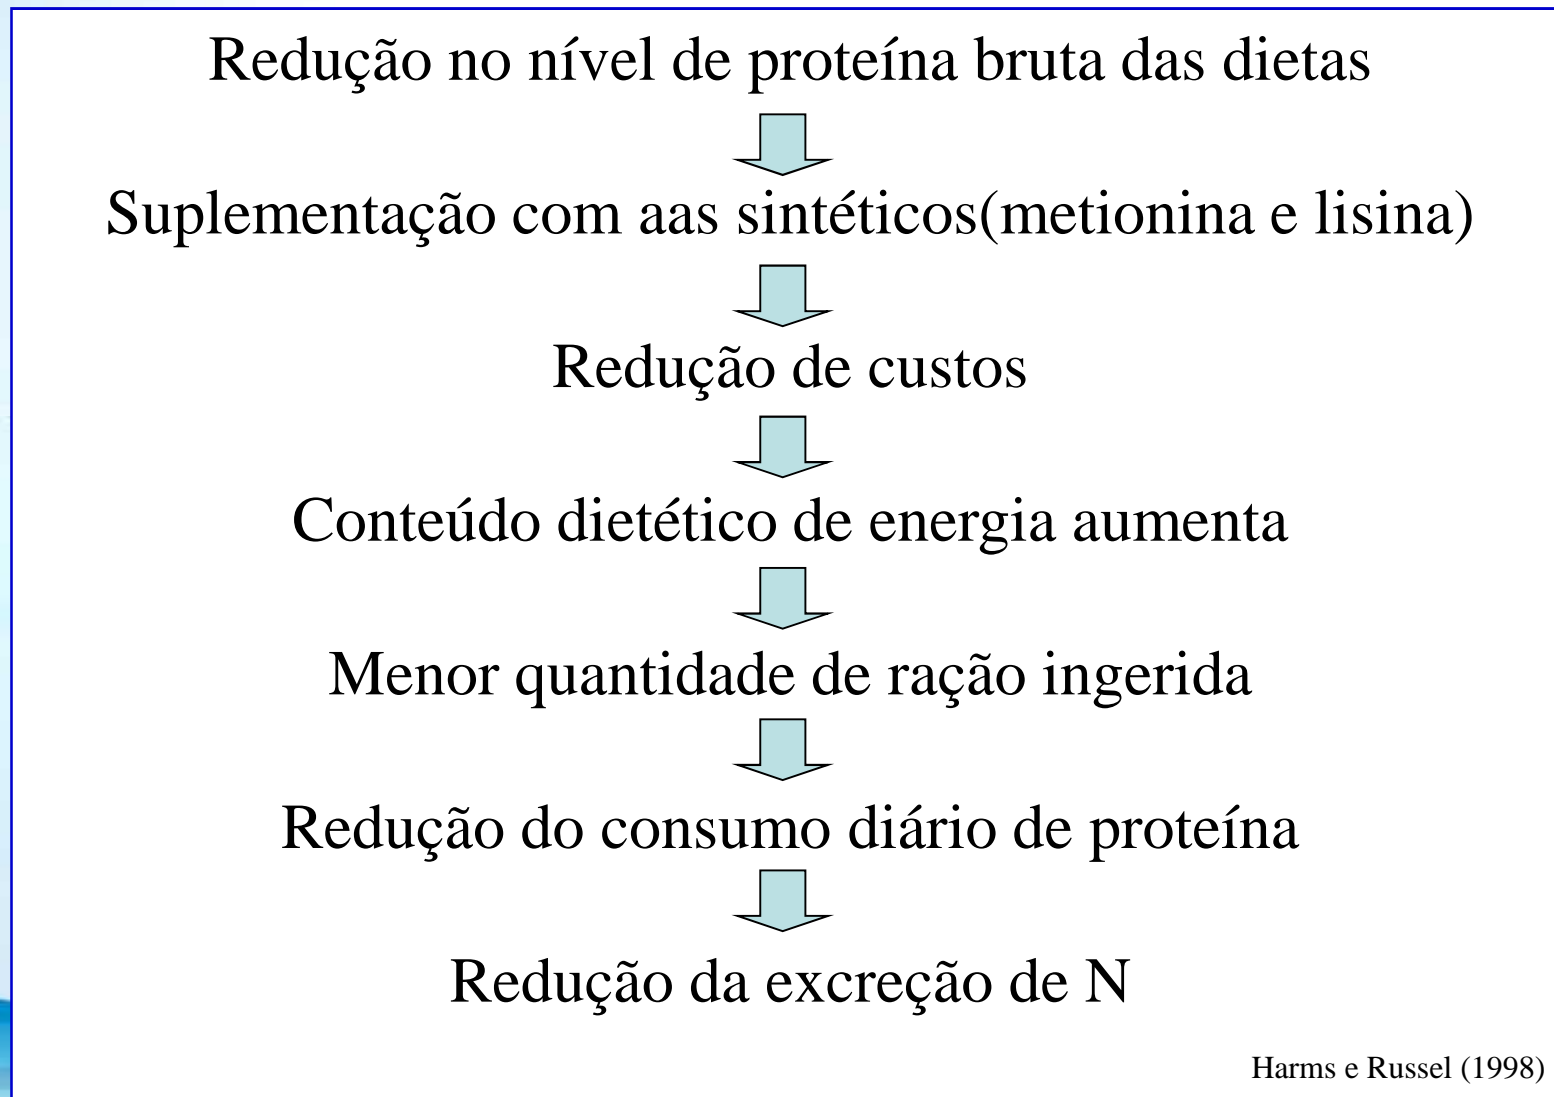 Redução no nível de proteína bruta das dietas
Suplementação com aas sintéticos(metionina e lisina)
Redução de custos
Conteúdo dietético de energia aumenta
Menor quantidade de ração ingerida
Redução do consumo diário de proteína
Redução da excreção de N
Harms e Russel (1998)